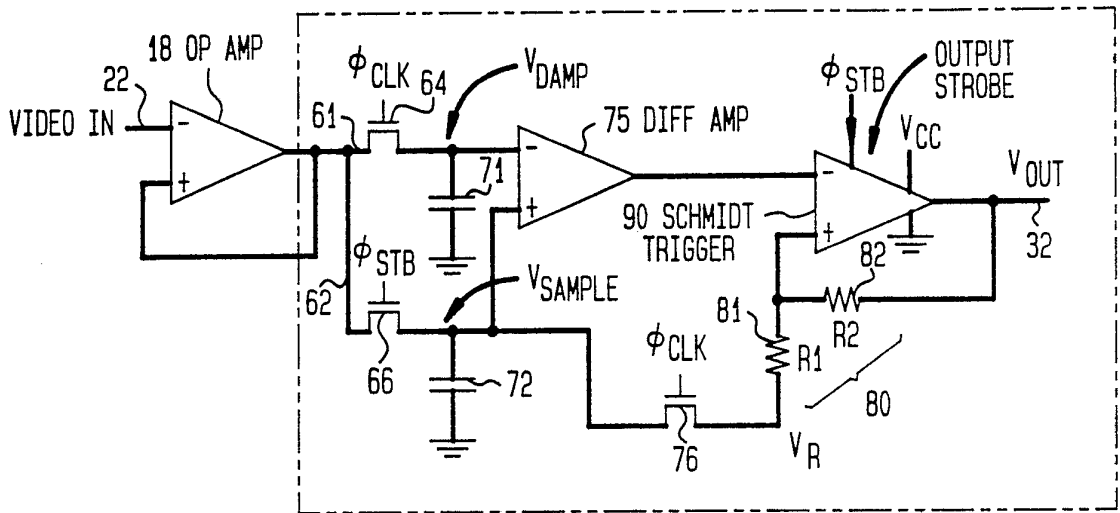 18 OP AMP
22
VIDEO IN
-
+
61
ϕCLK
64
VDAMP
71
75 DIFF AMP
-
+
62
ϕSTB
66
VSAMPLE
72
ϕCLK
76
ϕSTB
OUTPUT
STROBE
VCC
-
+
90 SCHMIDT
TRIGGER
VOUT
32
82
R2
81
R1
80
VR